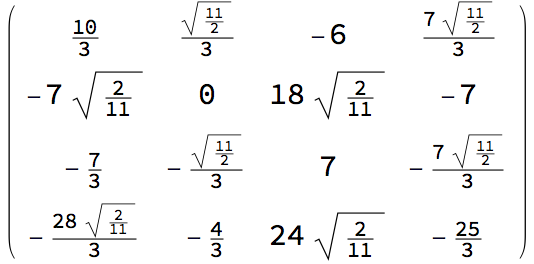 10/3 √(11/2)/3 -6 7√(11/2)/3
-7√(2/11) 0 18√(2/11) -7
-7/3 -√(11/2)/3 7 -7√(11/2)/3
-28√(2/11)/3 -4/3 24√(2/11) -25/3